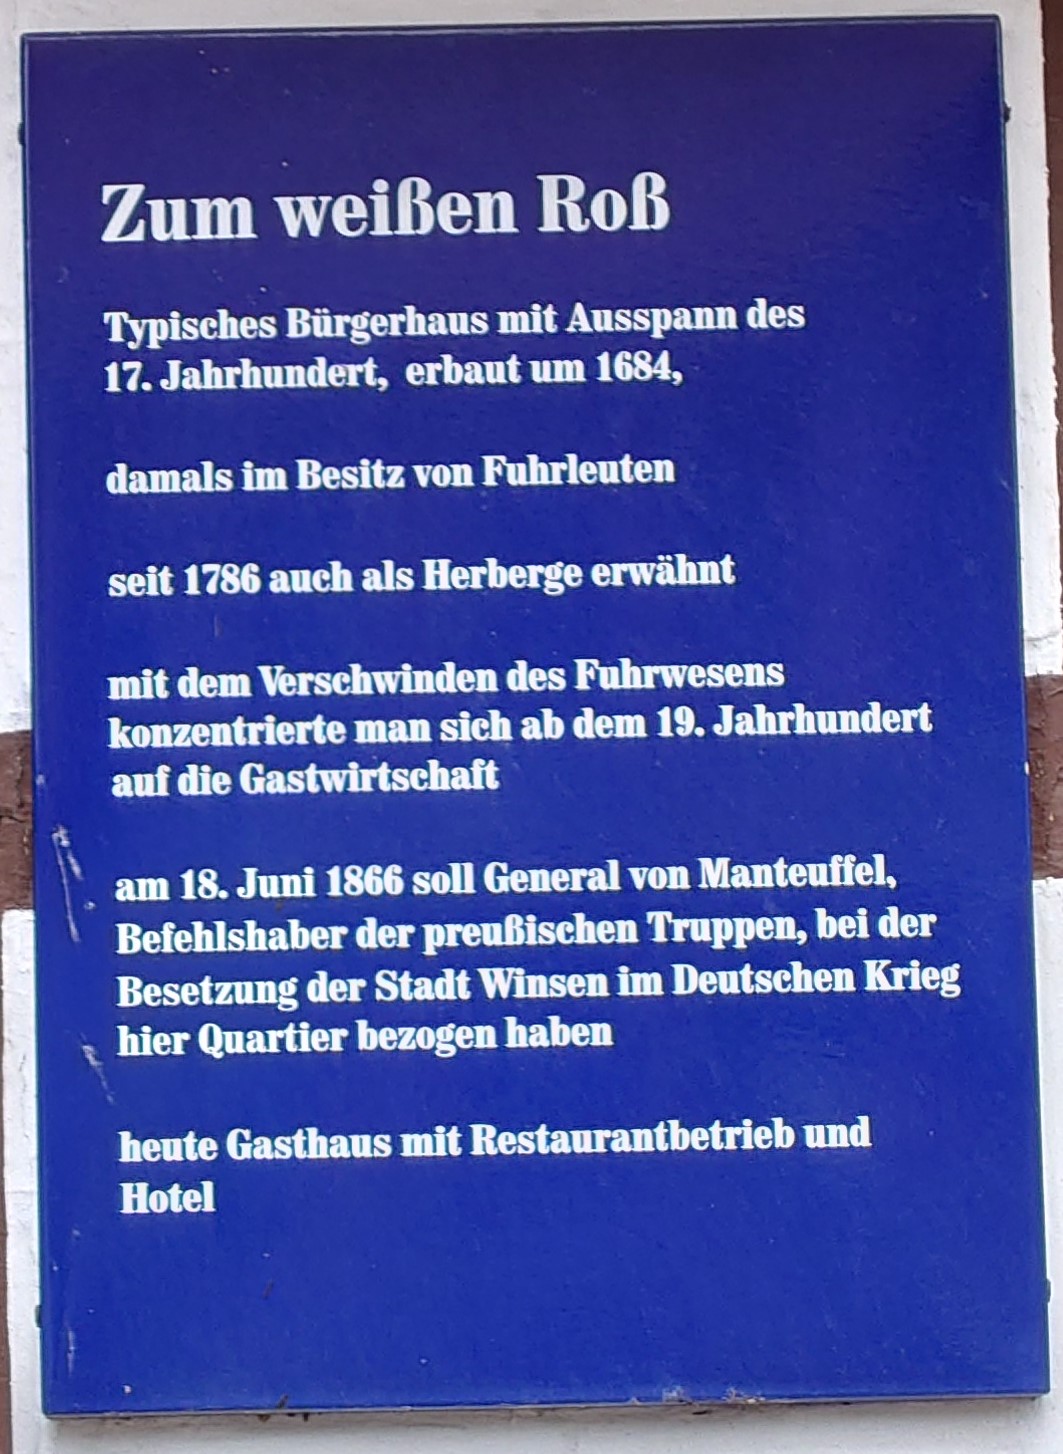 Zum weißen Roß
Typisches Bürgerhaus mit Ausspann des
17. Jahrhundert, erbaut um 1684,
damals im Besitz von Fuhrleuten
seit 1786 auch als Herberge erwähnt
mit dem Verschwinden des Fuhrwesens
konzentrierte man sich ab dem 19. Jahrhundert
auf die Gastwirtschaft
am 18. Juni 1866 soll General von Manteuffel,
Befehlshaber der preußischen Truppen, bei der
Besetzung der Stadt Winsen im Deutschen Krieg
hier Quartier bezogen haben
heute Gasthaus mit Restaurantbetrieb und
Hotel